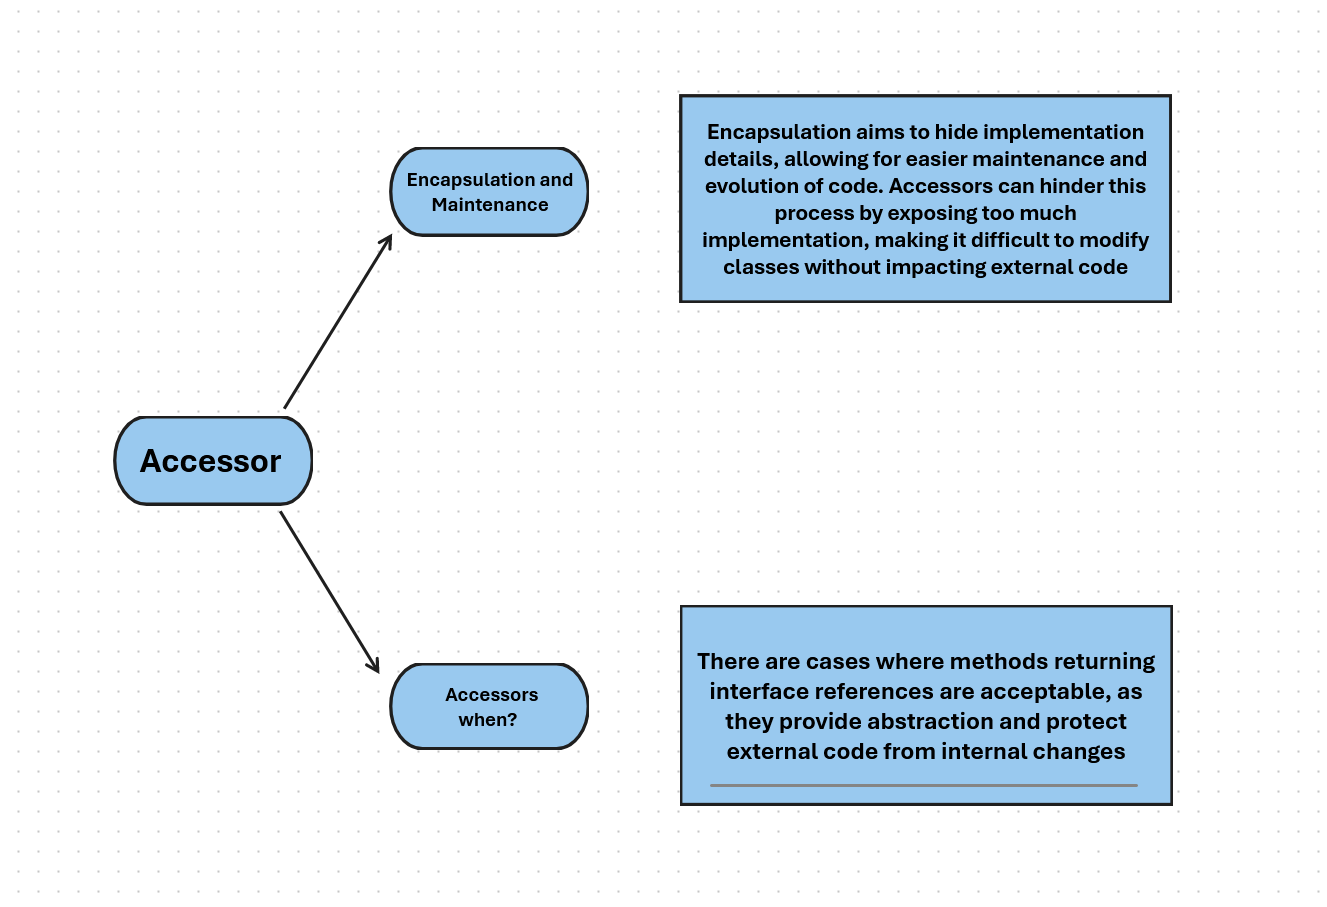 Encapsulation and
Maintenance
Encapsulation aims to hide implementation
details, allowing for easier maintenance and
evolution of code. Accessors can hinder this
process by exposing too much
implementation, making it difficult to modify
classes without impacting external code
Accessor
Accessors
when?
There are cases where methods returning
interface references are acceptable, as
they provide abstraction and protect
external code from internal changes